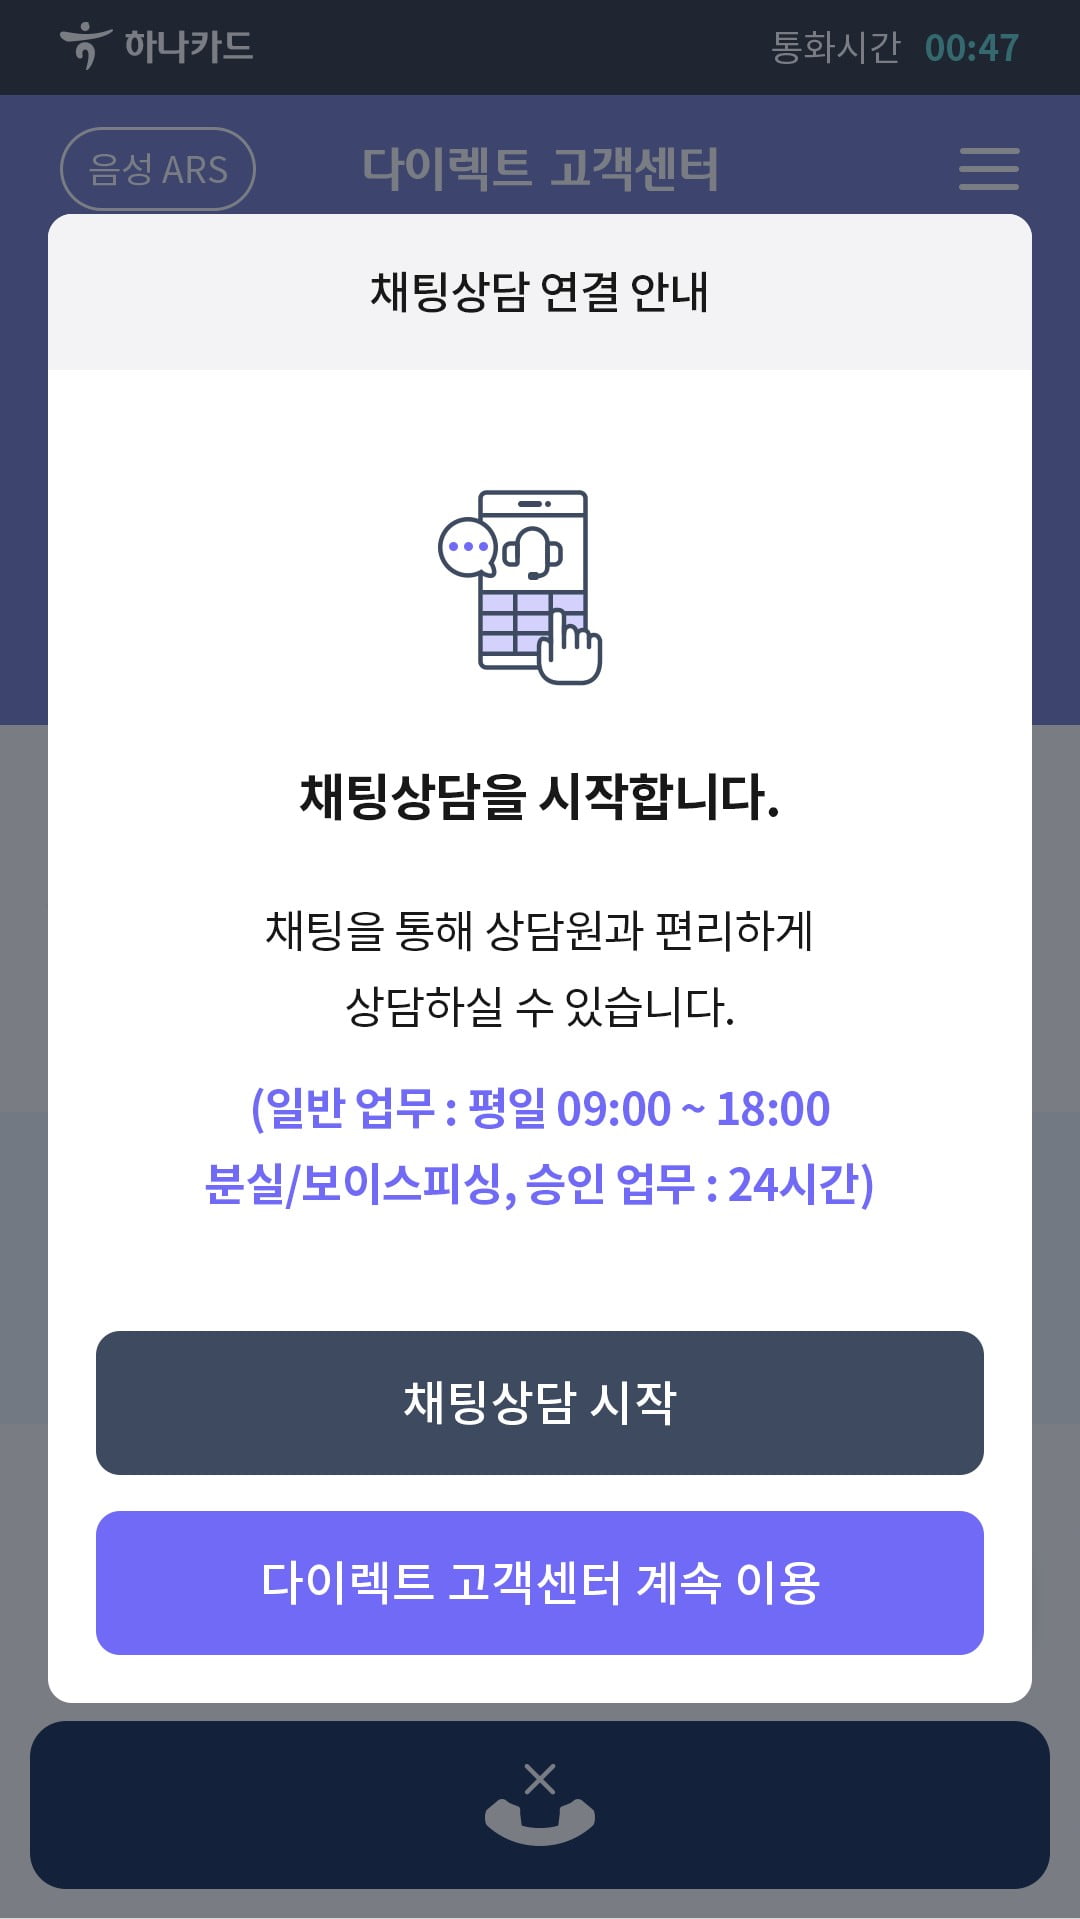 하나카드
통화시간 00:47
음성 ARS
다이렉트 고객센터
채팅상담 연결 안내
채팅상담을 시작합니다.
채팅을 통해 상담원과 편리하게
상담하실 수 있습니다.
(일반 업무 : 평일 09:00 ~ 18:00
분실/보이스피싱, 승인 업무 : 24시간)
채팅상담 시작
다이렉트 고객센터 계속 이용